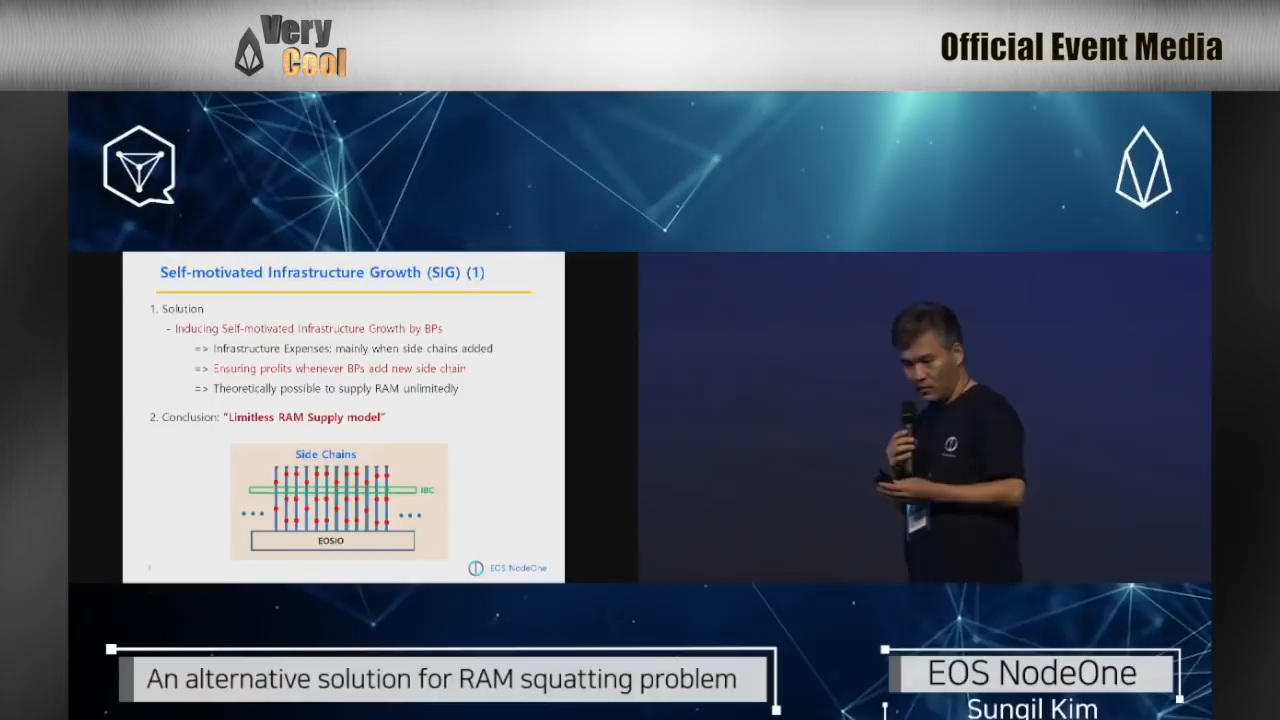 Very
Cool
Official Event Media
Self-motivated Infrastructure Growth (SIG) (1)
1. Solution
- Inducing Self-motivated Infrastructure Growth by BPs
=> Infrastructure Expenses: mainly when side chains added
=> Ensuring profits whenever BPs add new side chain
=> Theoretically possible to supply RAM unlimitedly
2. Conclusion: "Limitless RAM Supply model"
Side Chains
IBC
EOSIO
EOS NodeOne
An alternative solution for RAM squatting problem
EOS NodeOne
Sungil Kim